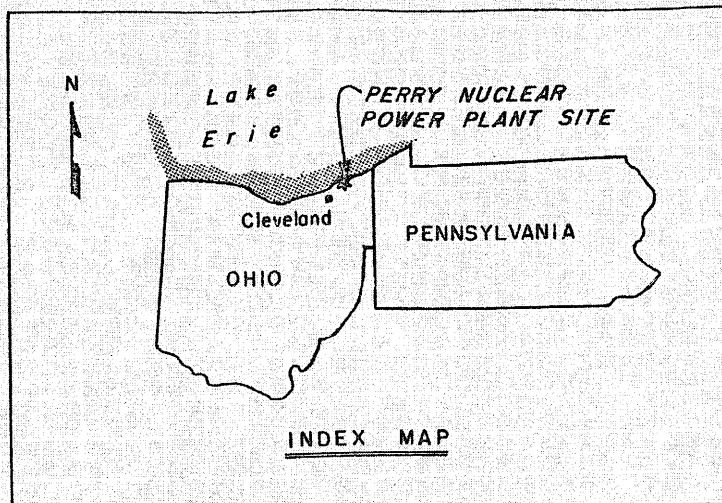 N
Lake
Erie
PERRY NUCLEAR
POWER PLANT SITE
Cleveland
PENNSYLVANIA
OHIO
INDEX MAP